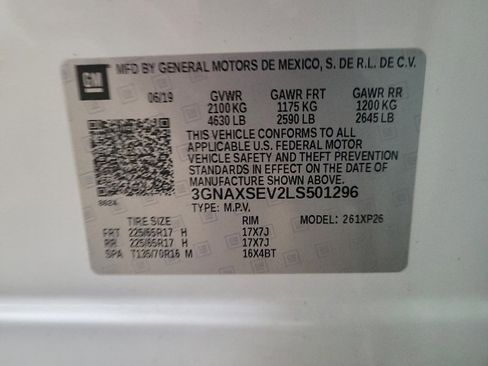 GM
MFD BY GENERAL MOTORS DE MEXICO, S. DE R.L. DE C.V.
06/19 GVWR GAWR FRT GAWR RR
2100 KG 1175 KG 1200 KG
4630 LB 2590 LB 2645 LB
THIS VEHICLE CONFORMS TO ALL
APPLICABLE U.S. FEDERAL MOTOR
VEHICLE SAFETY AND THEFT PREVENTION
STANDARDS IN EFFECT ON THE DATE OF
MANUFACTURE SHOWN ABOVE.
8624 3GNAXSEV2LS501296
TYPE: M.P.V.
TIRE SIZE RIM MODEL: 261XP26
FRT 225/65R17 H 17X7J
RR 225/65R17 H 17X7J
SPA T135/70R16 M 16X4BT